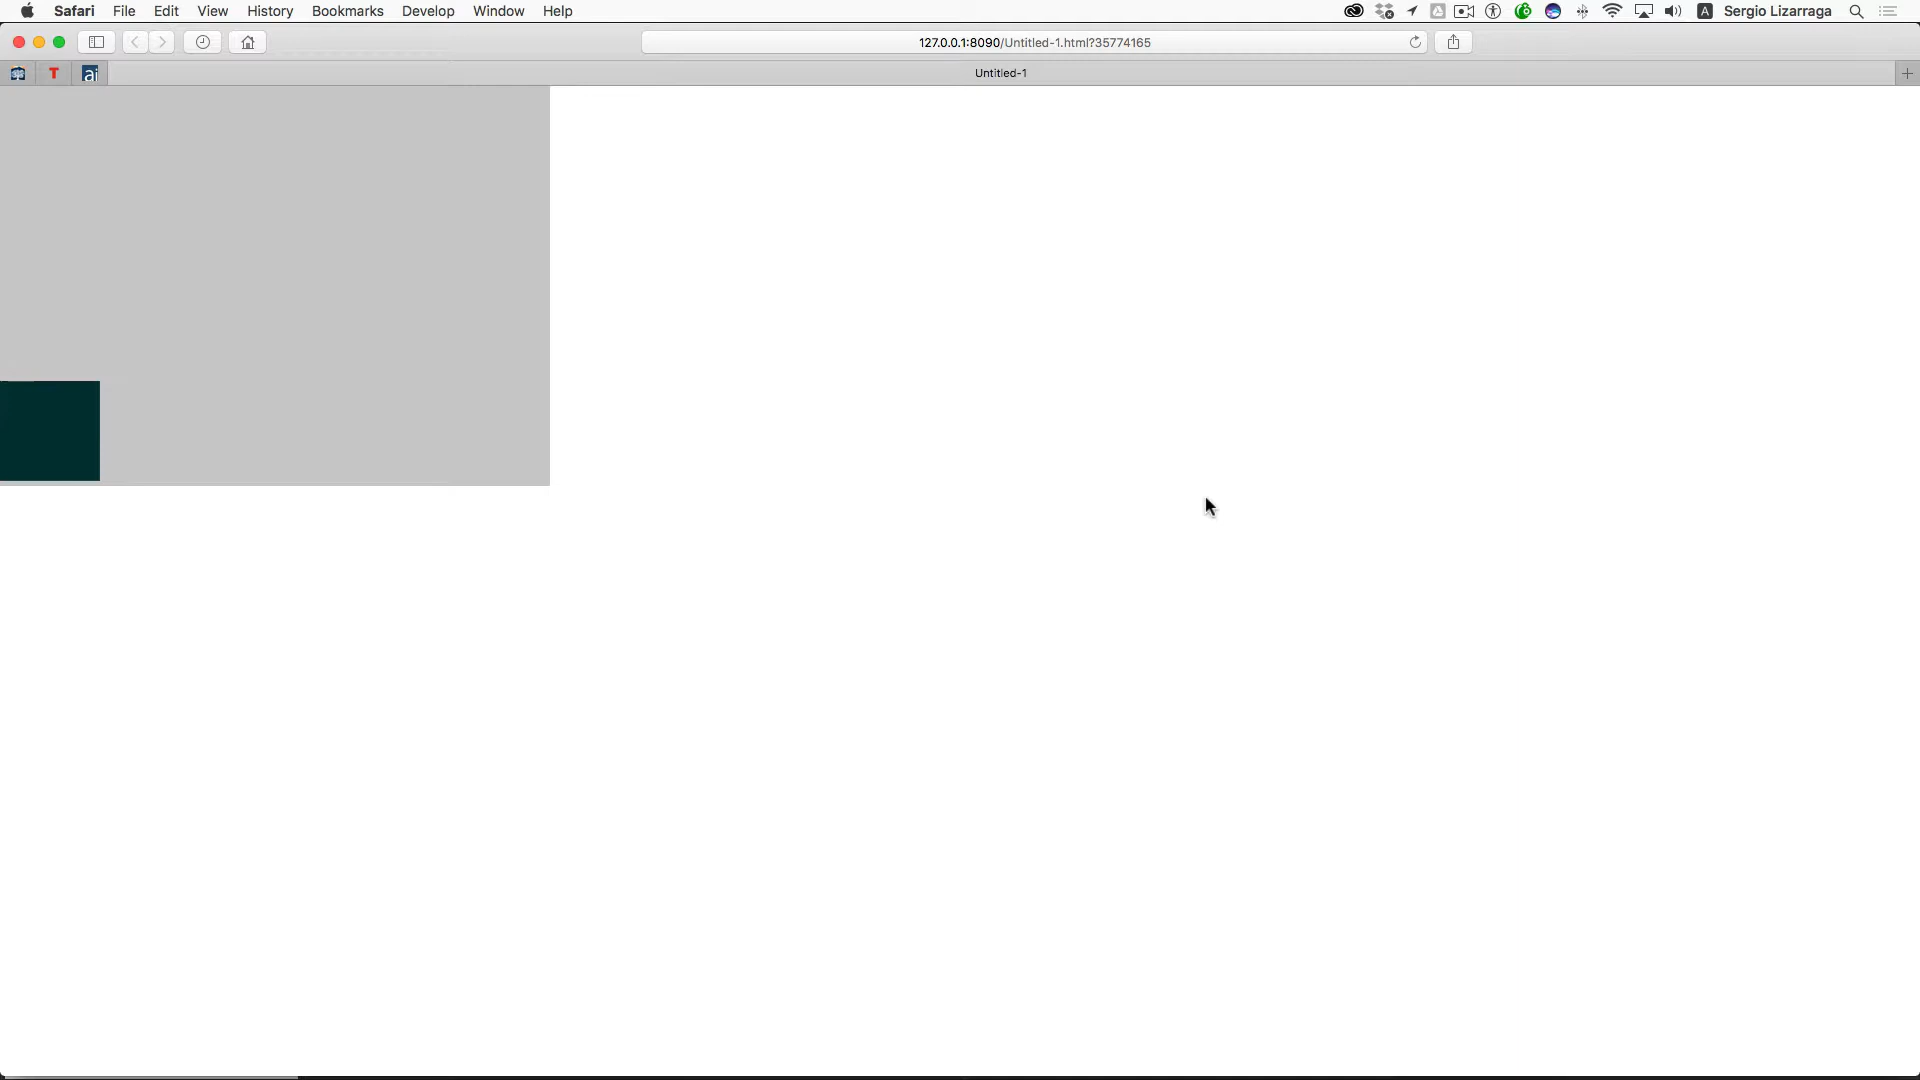 Safari File Edit View History Bookmarks Develop Window Help A Sergio Lizarraga
127.0.0.1:8090/Untitled-1.html?35774165
T ai Untitled-1